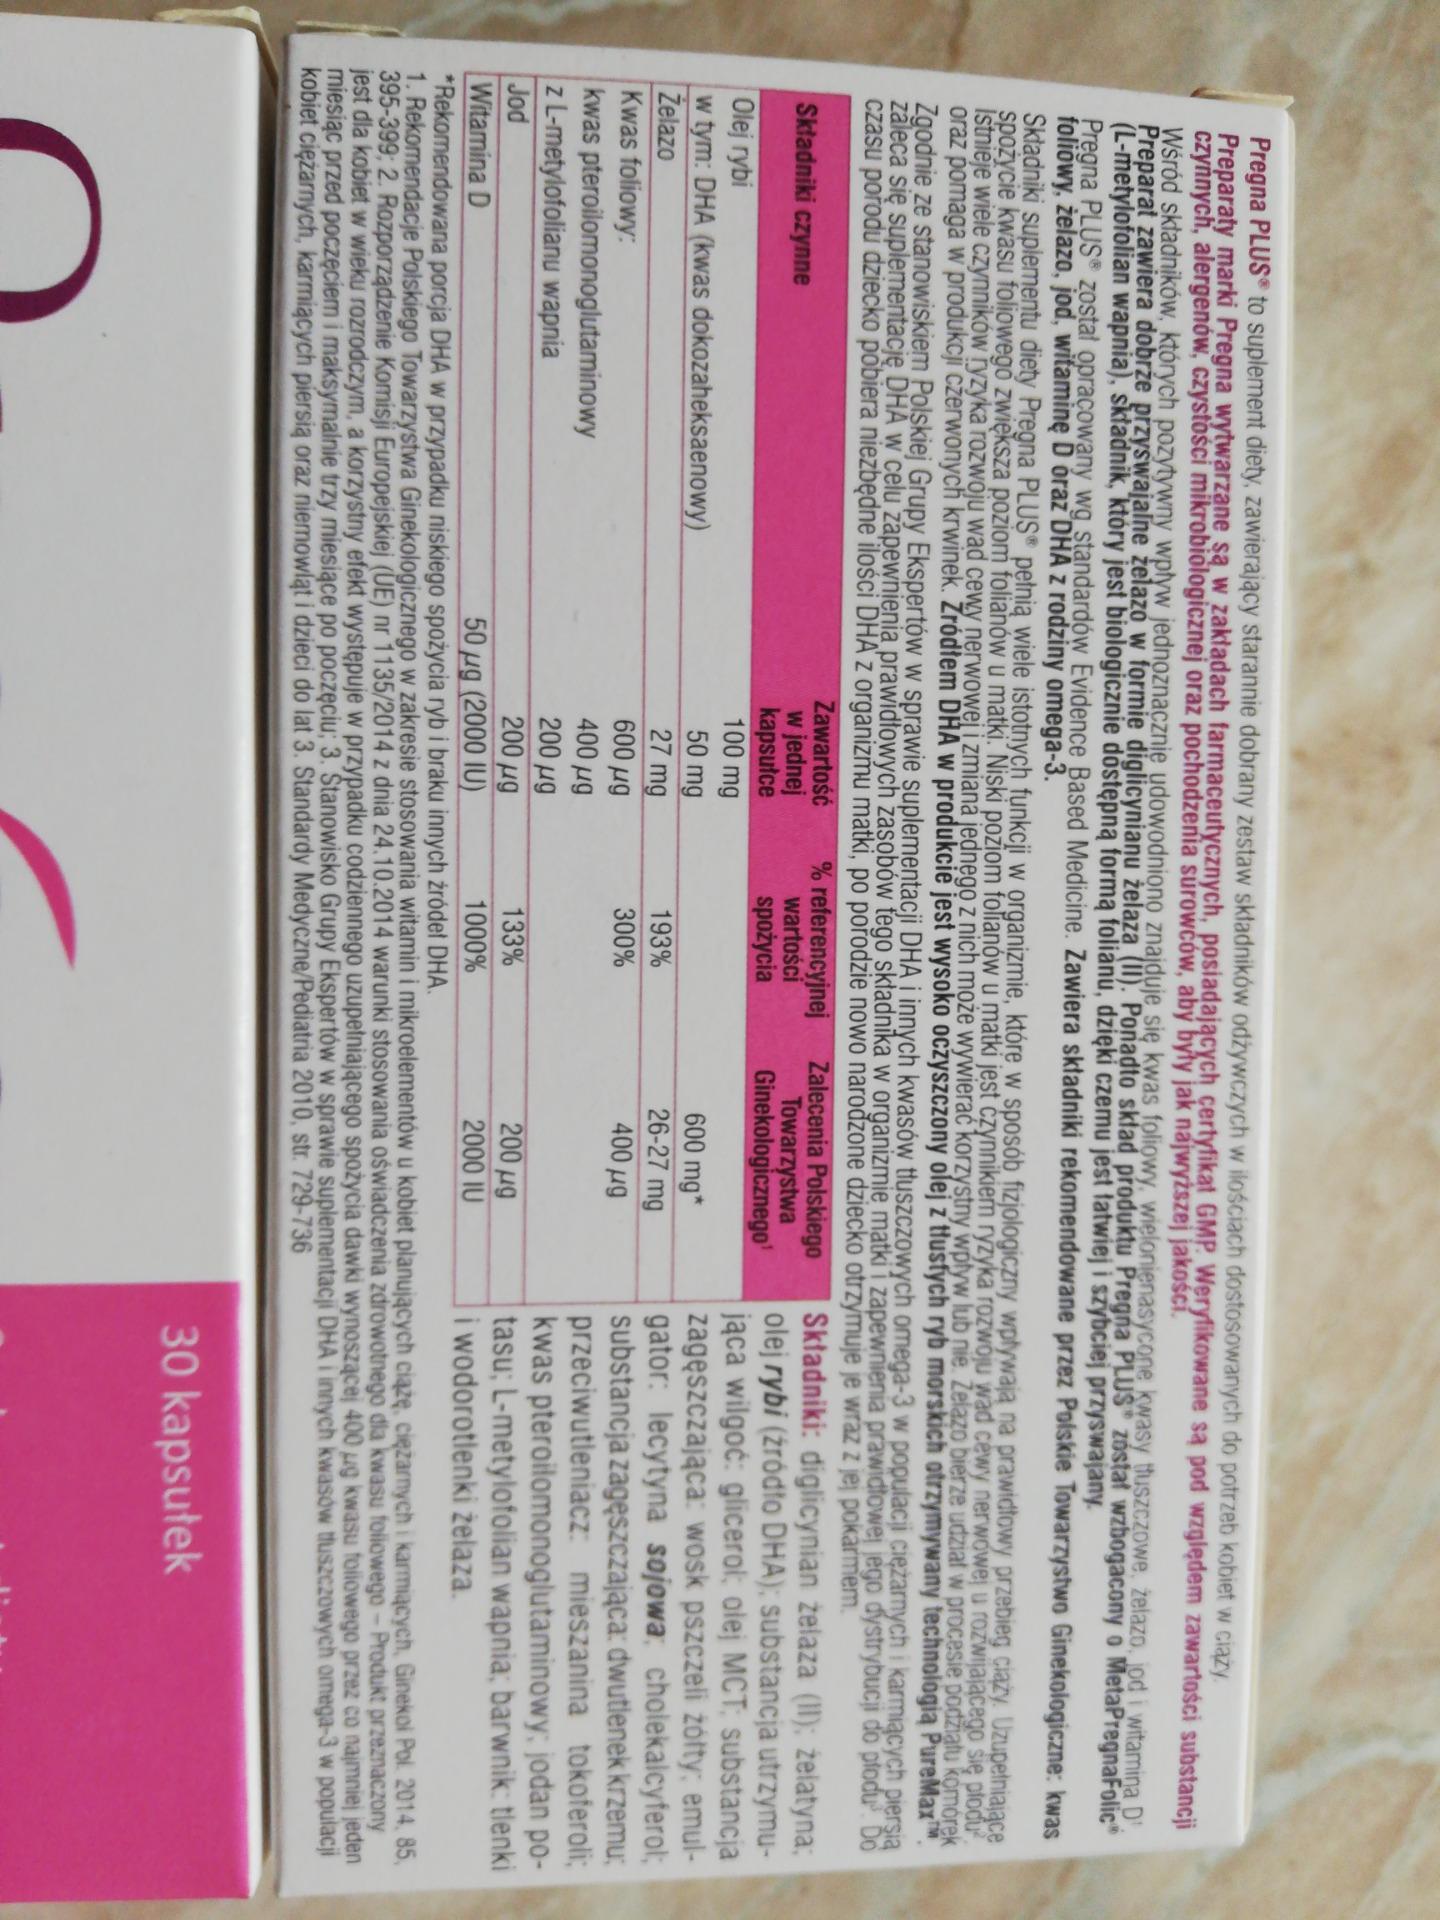 Pregna PLUS® to suplement diety, zawierający starannie dobrany zestaw składników odżywczych w ilościach dostosowanych do potrzeb kobiet w ciąży.
Preparaty marki Pregna wytwarzane są w zakładach farmaceutycznych, posiadających certyfikat GMP. Weryfikowane są pod względem zawartości substancji
czynnych, alergenów, czystości mikrobiologicznej oraz pochodzenia surowców, aby były jak najwyższej jakości.
Wśród składników, których pozytywny wpływ jednoznacznie udowodniono znajduje się kwas foliowy, wielonienasycone kwasy tłuszczowe, żelazo, jod i witamina D¹
Preparat zawiera dobrze przyswajalne żelazo w formie diglicynianu żelaza (II). Ponadto skład produktu Pregna PLUS® został wzbogacony o MetaPregnaFolic®
(L-metylofolian wapnia), składnik, który jest biologicznie dostępną formą folianu, dzięki czemu jest łatwiej i szybciej przyswajany.
Pregna PLUS® został opracowany wg standardów Evidence Based Medicine. Zawiera składniki rekomendowane przez Polskie Towarzystwo Ginekologiczne: kwas
foliowy, żelazo, jod, witaminę D oraz DHA z rodziny omega-3.
Składniki suplementu diety Pregna PLUS® pełnią wiele istotnych funkcji w organizmie, które w sposób fizjologiczny wpływają na prawidłowy przebieg ciąży. Uzupełniające
spożycie kwasu foliowego zwiększa poziom folianów u matki. Niski poziom folianów u matki jest czynnikiem ryzyka rozwoju wad cewy nerwowej u rozwijającego się płodu²
Istnieje wiele czynników ryzyka rozwoju wad cewy nerwowej i zmiana jednego z nich może wywierać korzystny wpływ lub nie. Żelazo bierze udział w procesie podziału komórek
oraz pomaga w produkcji czerwonych krwinek. Źródłem DHA w produkcie jest wysoko oczyszczony olej z tłustych ryb morskich otrzymywany technologią PureMax™.
Zgodnie ze stanowiskiem Polskiej Grupy Ekspertów w sprawie suplementacji DHA i innych kwasów tłuszczowych omega-3 w populacji ciężarnych i karmiących piersią
zaleca się suplementację DHA w celu zapewnienia prawidłowych zasobów tego składnika w organizmie matki i zapewnienia prawidłowej jego dystrybucji do płodu³. Do
czasu porodu dziecko pobiera niezbędne ilości DHA z organizmu matki, po porodzie nowo narodzone dziecko otrzymuje je wraz z jej pokarmem.
Składniki czynne
Zawartość
w jednej
kapsułce
% referencyjnej
wartości
spożycia
Zalecenia Polskiego
Towarzystwa
Ginekologicznego¹
Olej rybi 100 mg
w tym: DHA (kwas dokozaheksaenowy) 50 mg 600 mg*
Żelazo 27 mg 193% 26-27 mg
Kwas foliowy: 600 µg 300% 400 µg
kwas pteroilomonoglutaminowy 400 µg
z L-metylofolianu wapnia 200 µg
Jod 200 µg 133% 200 µg
Witamina D 50 µg (2000 IU) 1000% 2000 IU
Składniki: diglicynian żelaza (II); żelatyna;
olej rybi (źródło DHA); substancja utrzymu-
jąca wilgoć: glicerol; olej MCT; substancja
zagęszczająca: wosk pszczeli żółty; emul-
gator: lecytyna sojowa; cholekalcyferol;
substancja zagęszczająca: dwutlenek krzemu;
przeciwutleniacz: mieszanina tokoferoli;
kwas pteroilomonoglutaminowy; jodan po-
tasu; L-metylofolian wapnia; barwnik: tlenki
i wodorotlenki żelaza.
*Rekomendowana porcja DHA w przypadku niskiego spożycia ryb i braku innych źródeł DHA.
1. Rekomendacje Polskiego Towarzystwa Ginekologicznego w zakresie stosowania witamin i mikroelementów u kobiet planujących ciążę, ciężarnych i karmiących, Ginekol Pol. 2014, 85,
395-399; 2. Rozporządzenie Komisji Europejskiej (UE) nr 1135/2014 z dnia 24.10.2014 warunki stosowania oświadczenia zdrowotnego dla kwasu foliowego – Produkt przeznaczony
jest dla kobiet w wieku rozrodczym, a korzystny efekt występuje w przypadku codziennego uzupełniającego spożycia dawki wynoszącej 400 µg kwasu foliowego przez co najmniej jeden
miesiąc przed poczęciem i maksymalnie trzy miesiące po poczęciu; 3. Stanowisko Grupy Ekspertów w sprawie suplementacji DHA i innych kwasów tłuszczowych omega-3 w populacji
kobiet ciężarnych, karmiących piersią oraz niemowląt i dzieci do lat 3. Standardy Medyczne/Pediatria 2010, str. 729-736
30 kapsułek